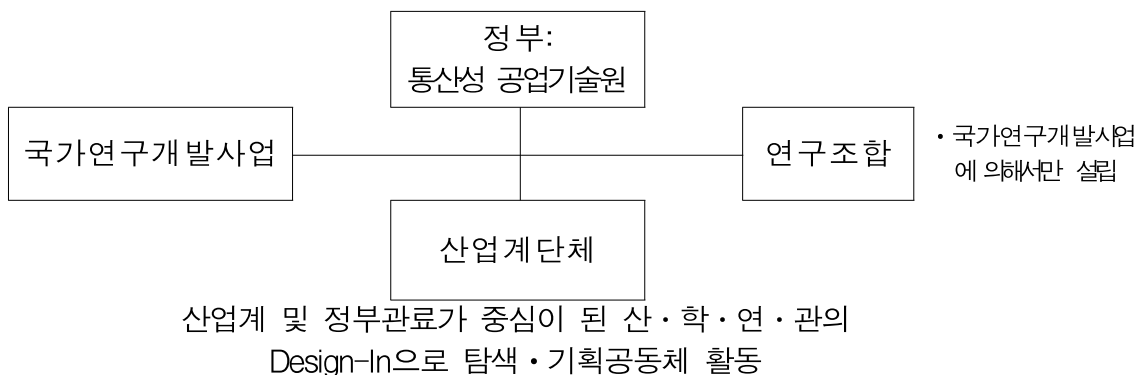 정부:
통산성 공업기술원
국가연구개발사업
연구조합
• 국가연구개발사업
에 의해서만 설립
산업계단체
산업계 및 정부관료가 중심이 된 산·학·연·관의
Design-In으로 탐색·기획공동체 활동